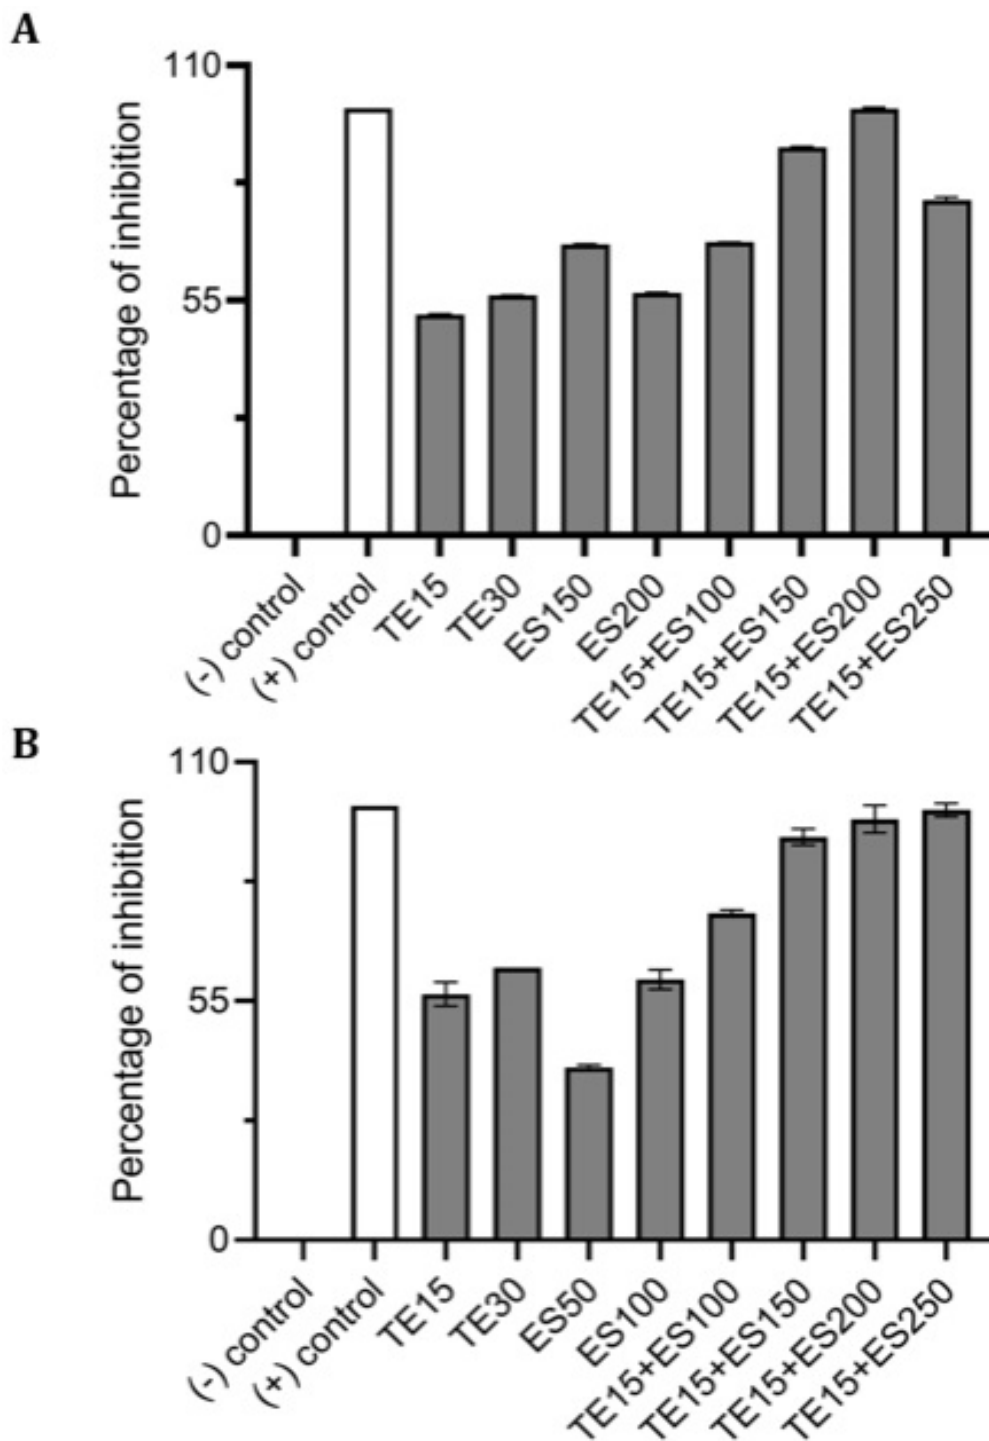 A
Percentage of inhibition
110
55
0
(-) control
(+) control
TE15
TE30
ES150
ES200
TE15+ES100
TE15+ES150
TE15+ES200
TE15+ES250
B
Percentage of inhibition
110
55
0
(-) control
(+) control
TE15
TE30
ES50
ES100
TE15+ES100
TE15+ES150
TE15+ES200
TE15+ES250